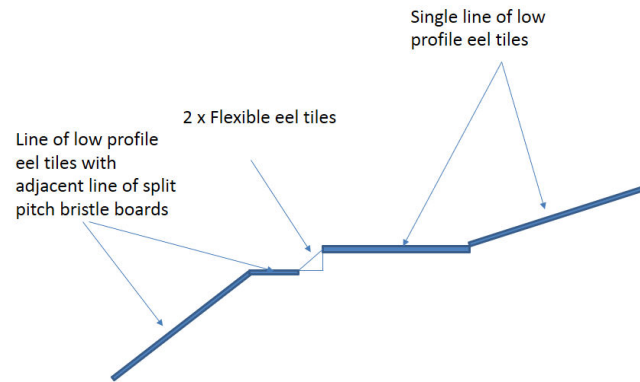 Single line of low
profile eel tiles
2 x Flexible eel tiles
Line of low profile
eel tiles with
adjacent line of split
pitch bristle boards